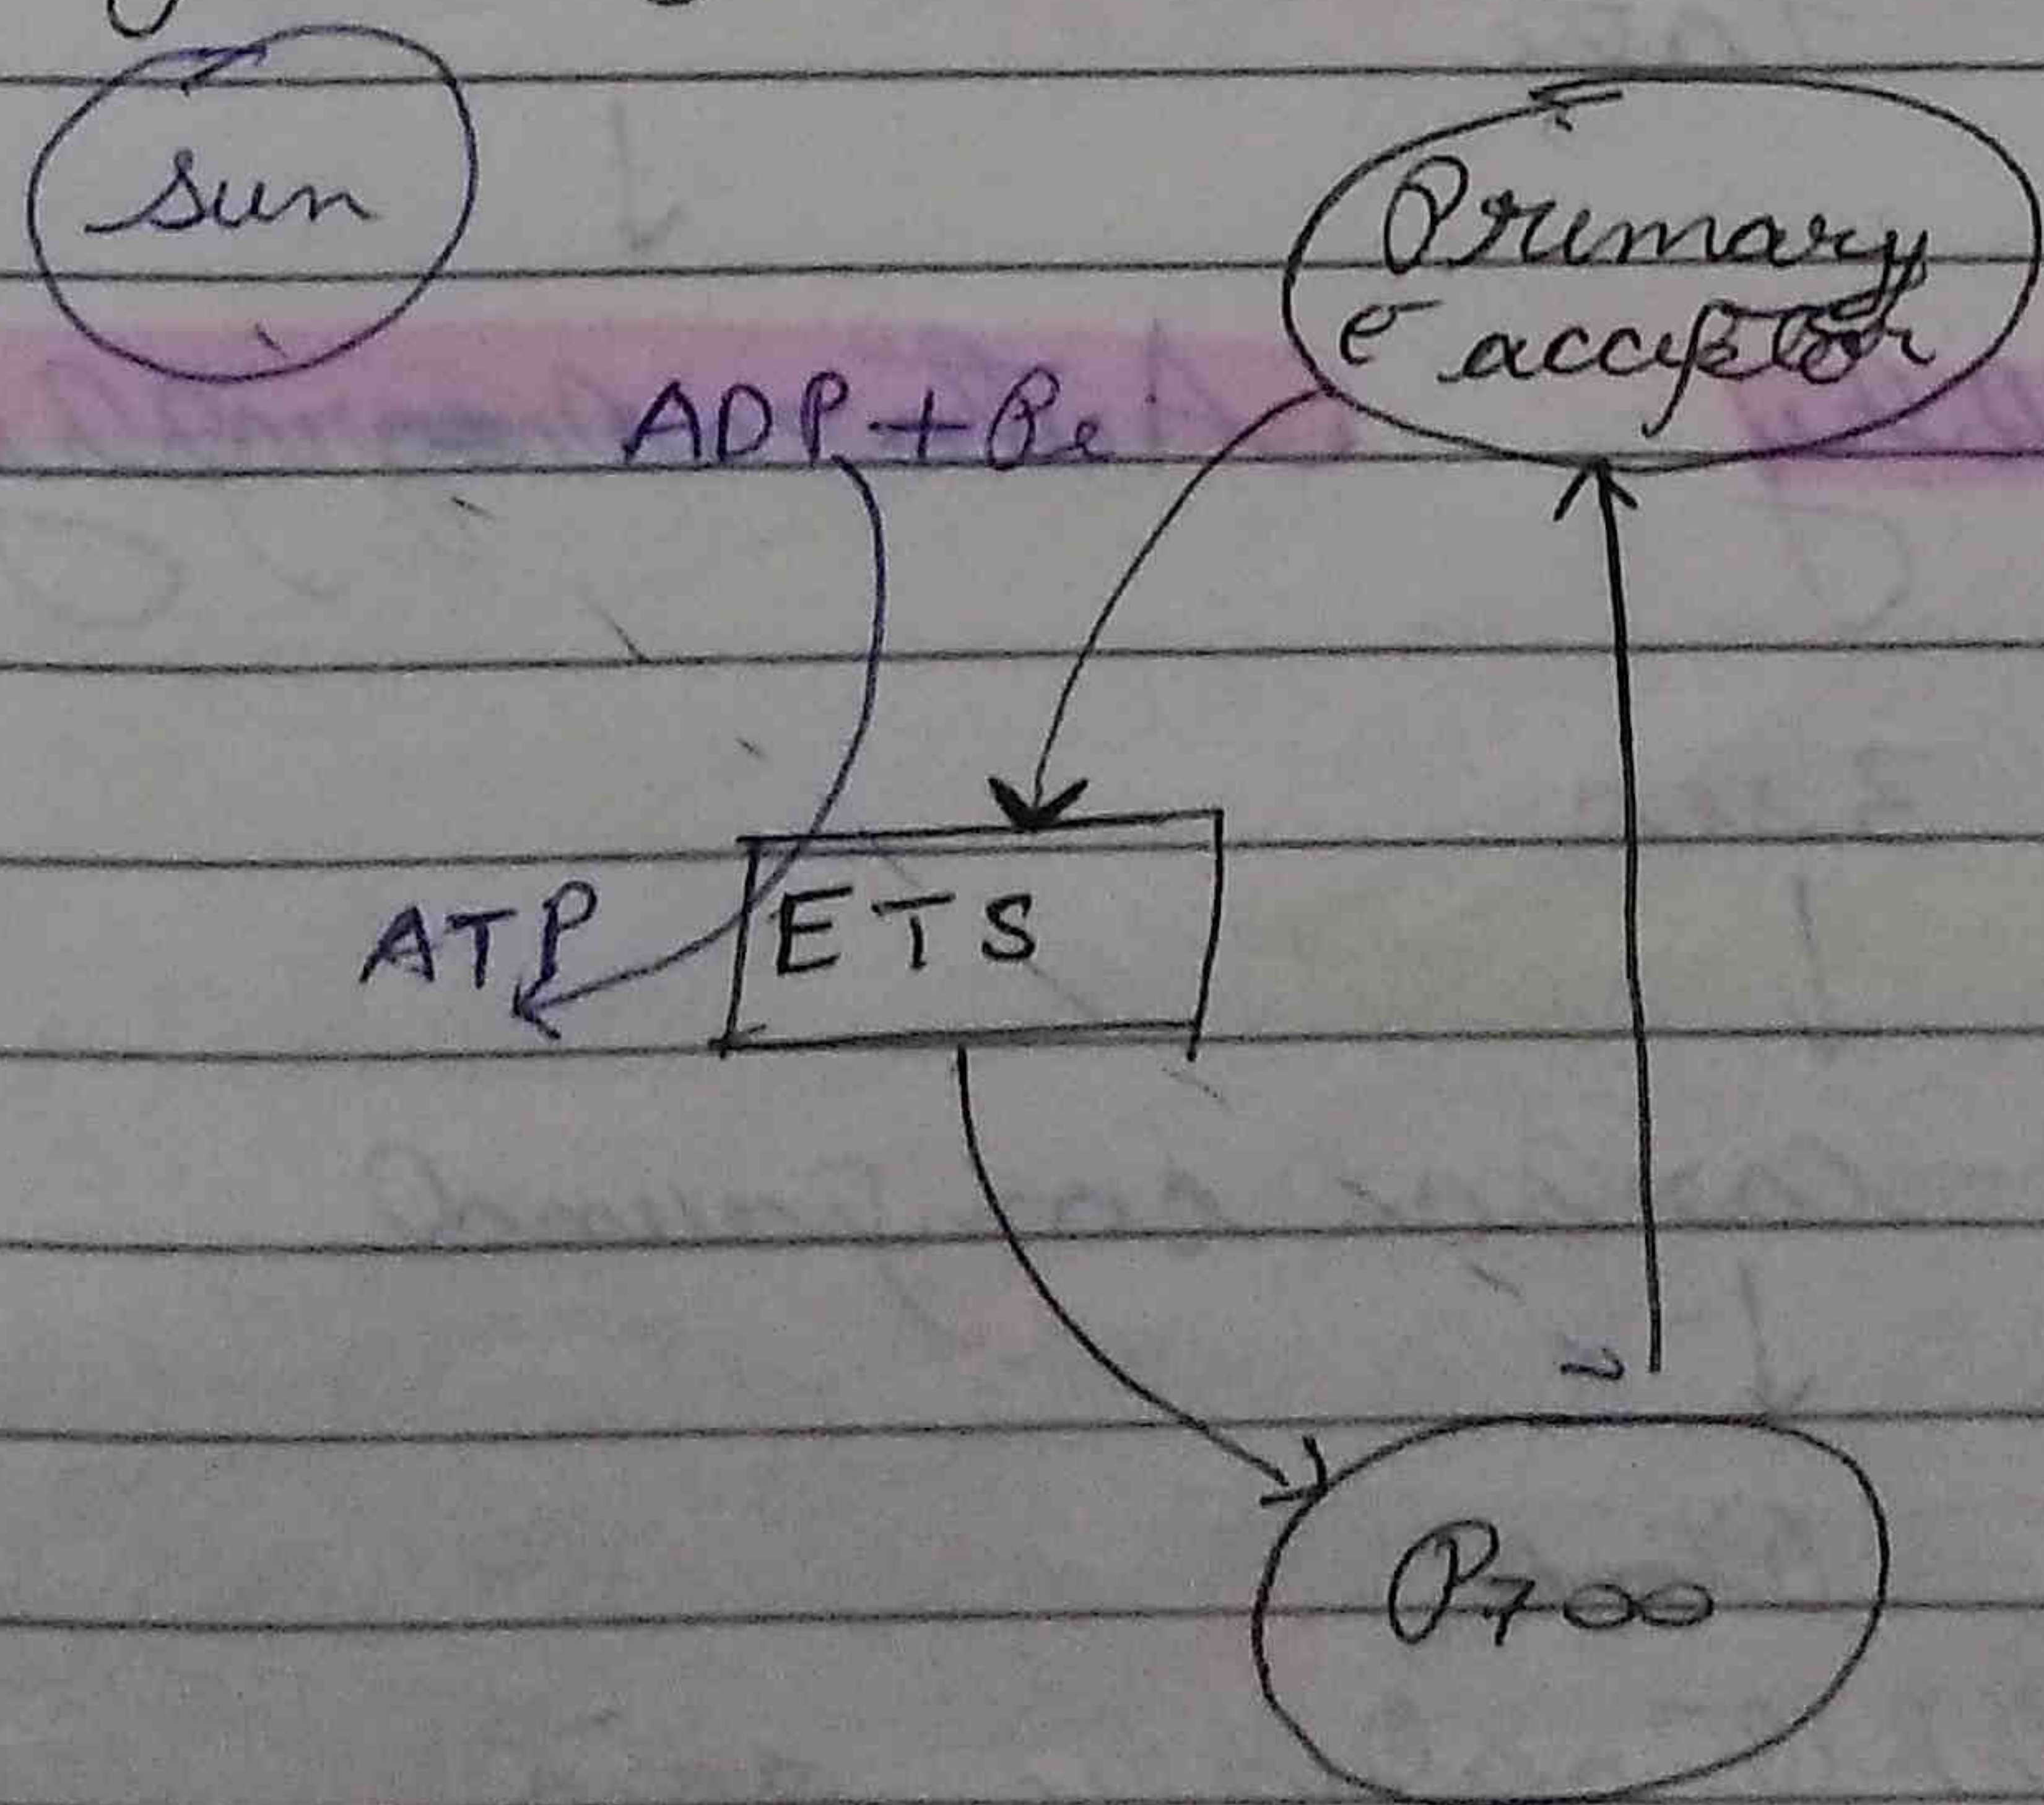 Sun
Primary
e⁻ acceptor
ADP + Pi
ETS
ATP
P700